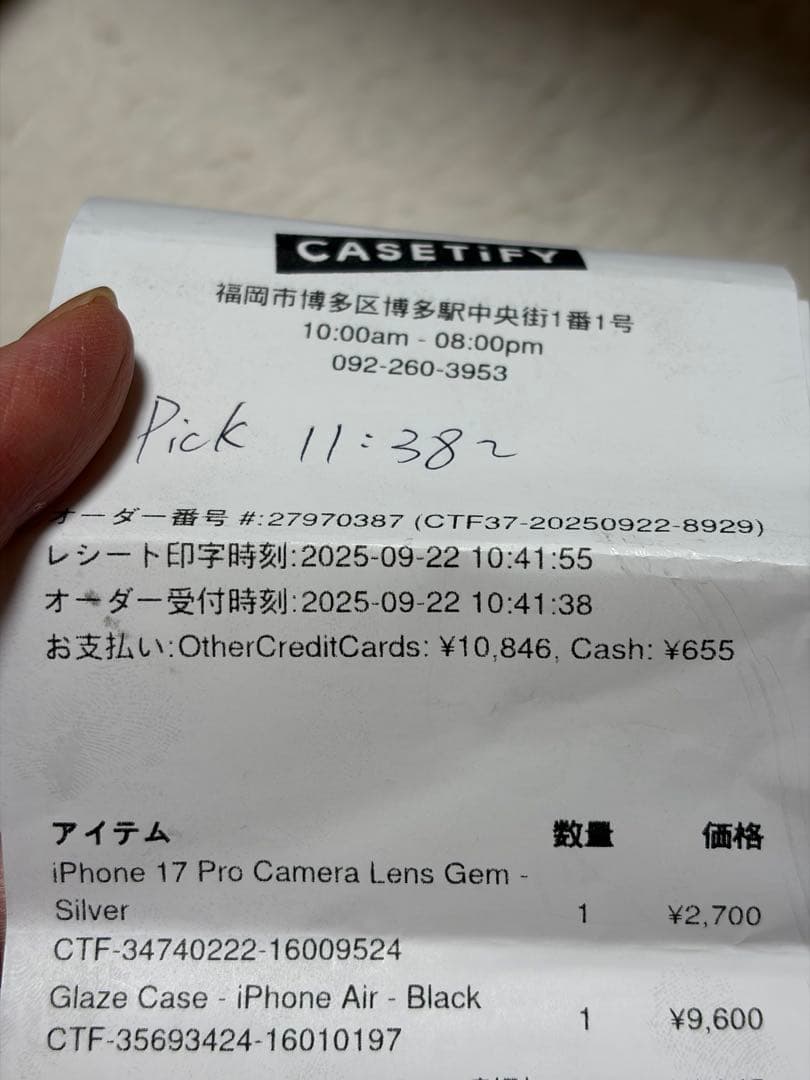 CASETiFY
福岡市博多区博多駅中央街1番1号
10:00am - 08:00pm
092-260-3953
Pick 11:38~
オーダー番号 #:27970387 (CTF37-20250922-8929)
レシート印字時刻:2025-09-22 10:41:55
オーダー受付時刻:2025-09-22 10:41:38
お支払い:OtherCreditCards: ¥10,846, Cash: ¥655
アイテム 数量 価格
iPhone 17 Pro Camera Lens Gem -
Silver 1 ¥2,700
CTF-34740222-16009524
Glaze Case - iPhone Air - Black
CTF-35693424-16010197 1 ¥9,600